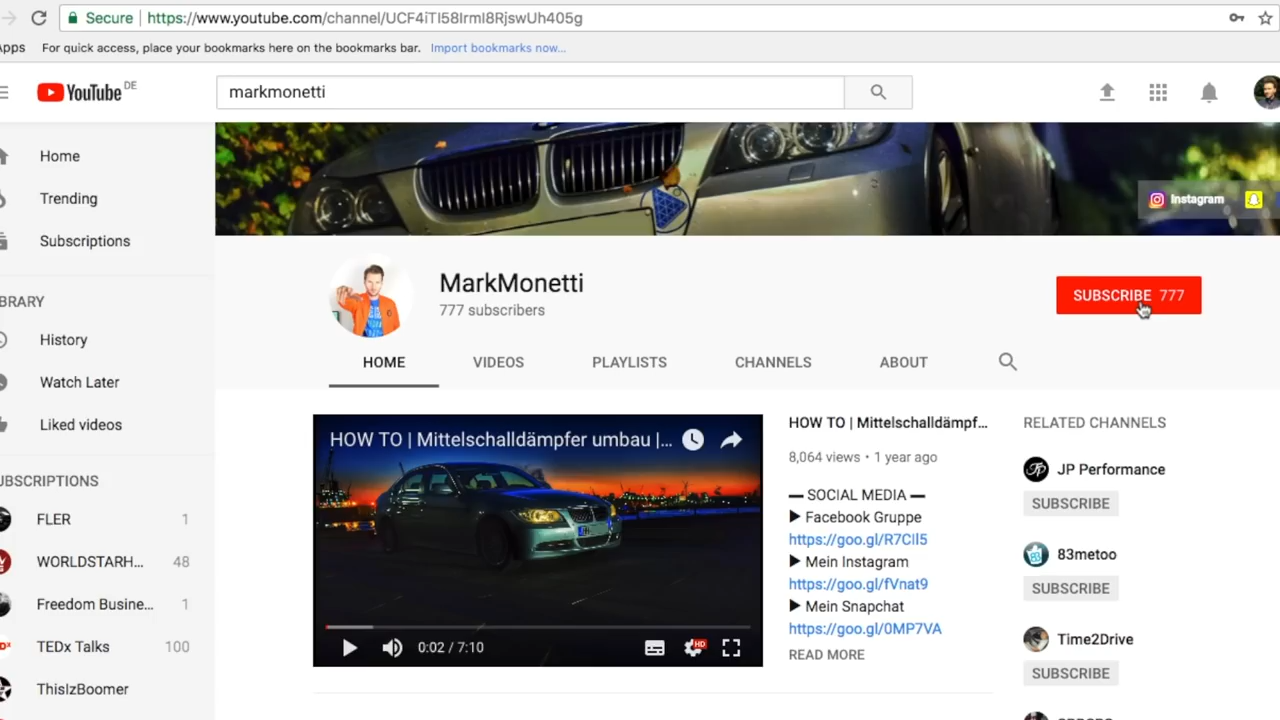 Secure
https://www.youtube.com/channel/UCF4iTI58IrmI8RjswUh405g
Apps For quick access, place your bookmarks here on the bookmarks bar. Import bookmarks now...
YouTube DE
markmonetti
Home
Trending
Subscriptions
BRARY
History
Watch Later
Liked videos
UBSCRIPTIONS
FLER 1
WORLDSTARH... 48
Freedom Busine... 1
TEDx Talks 100
ThisIzBoomer
Instagram
MarkMonetti
777 subscribers
SUBSCRIBE 777
HOME VIDEOS PLAYLISTS CHANNELS ABOUT
HOW TO | Mittelschalldämpfer umbau |...
0:02 / 7:10
HD
HOW TO | Mittelschalldämpf...
8,064 views • 1 year ago
▬ SOCIAL MEDIA ▬
▶ Facebook Gruppe
https://goo.gl/R7CIl5
▶ Mein Instagram
https://goo.gl/fVnat9
▶ Mein Snapchat
https://goo.gl/0MP7VA
READ MORE
RELATED CHANNELS
JP Performance
SUBSCRIBE
83metoo
SUBSCRIBE
Time2Drive
SUBSCRIBE